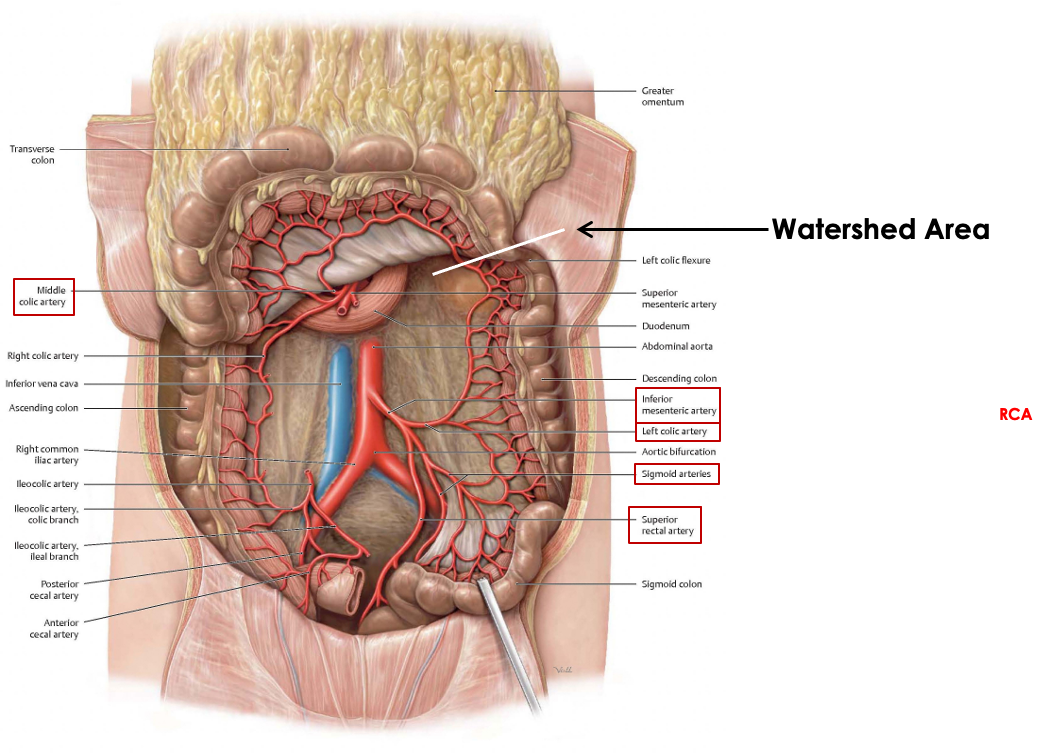 Greater
omentum
Transverse
colon
Watershed Area
Left colic flexure
Middle
colic artery
Superior
mesenteric artery
Duodenum
Abdominal aorta
Right colic artery
Inferior vena cava
Descending colon
Ascending colon
Inferior
mesenteric artery
RCA
Left colic artery
Aortic bifurcation
Right common
iliac artery
Sigmoid arteries
Ileocolic artery
Ileocolic artery,
colic branch
Superior
rectal artery
Ileocolic artery,
ileal branch
Posterior
cecal artery
Sigmoid colon
Anterior
cecal artery